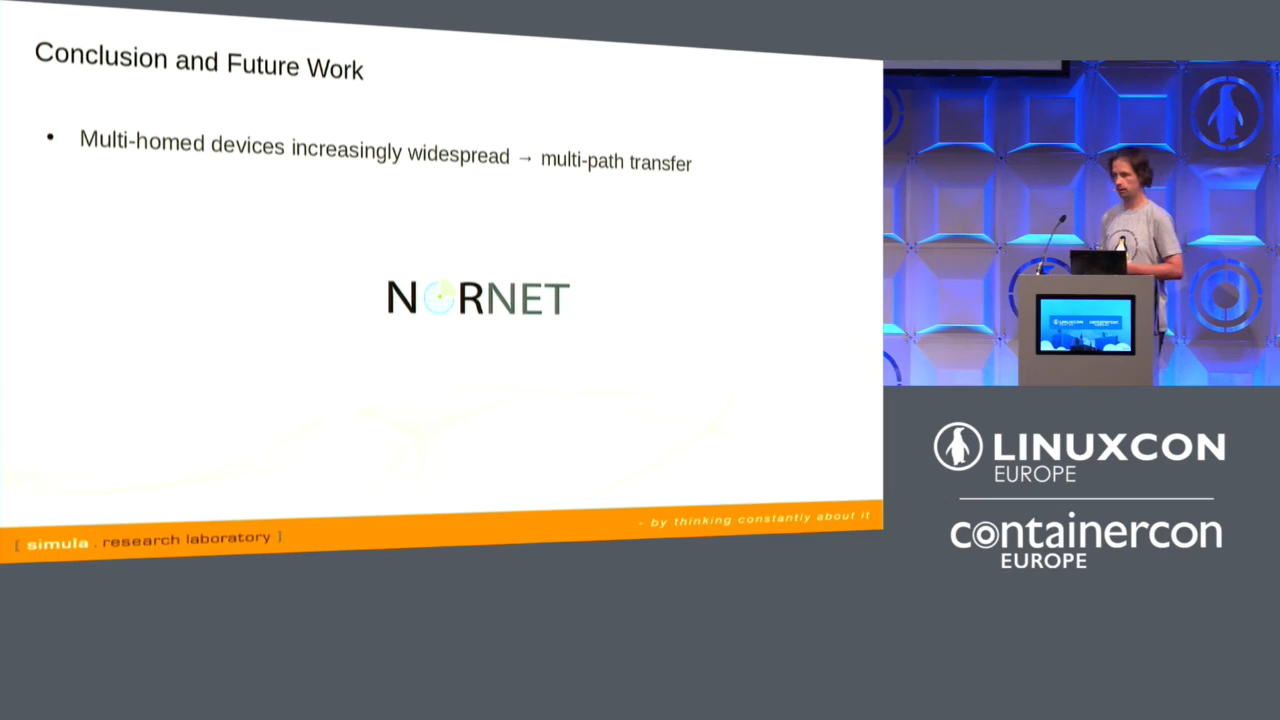 Conclusion and Future Work
• Multi-homed devices increasingly widespread → multi-path transfer
NORNET
[ simula . research laboratory ]
- by thinking constantly about it
LINUXCON
EUROPE
containercon
EUROPE